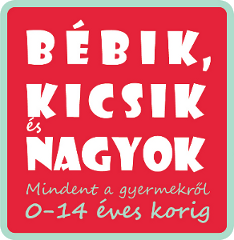 BÉBIK,
KICSIK
és
NAGYOK
Mindent a gyermekről
0-14 éves korig